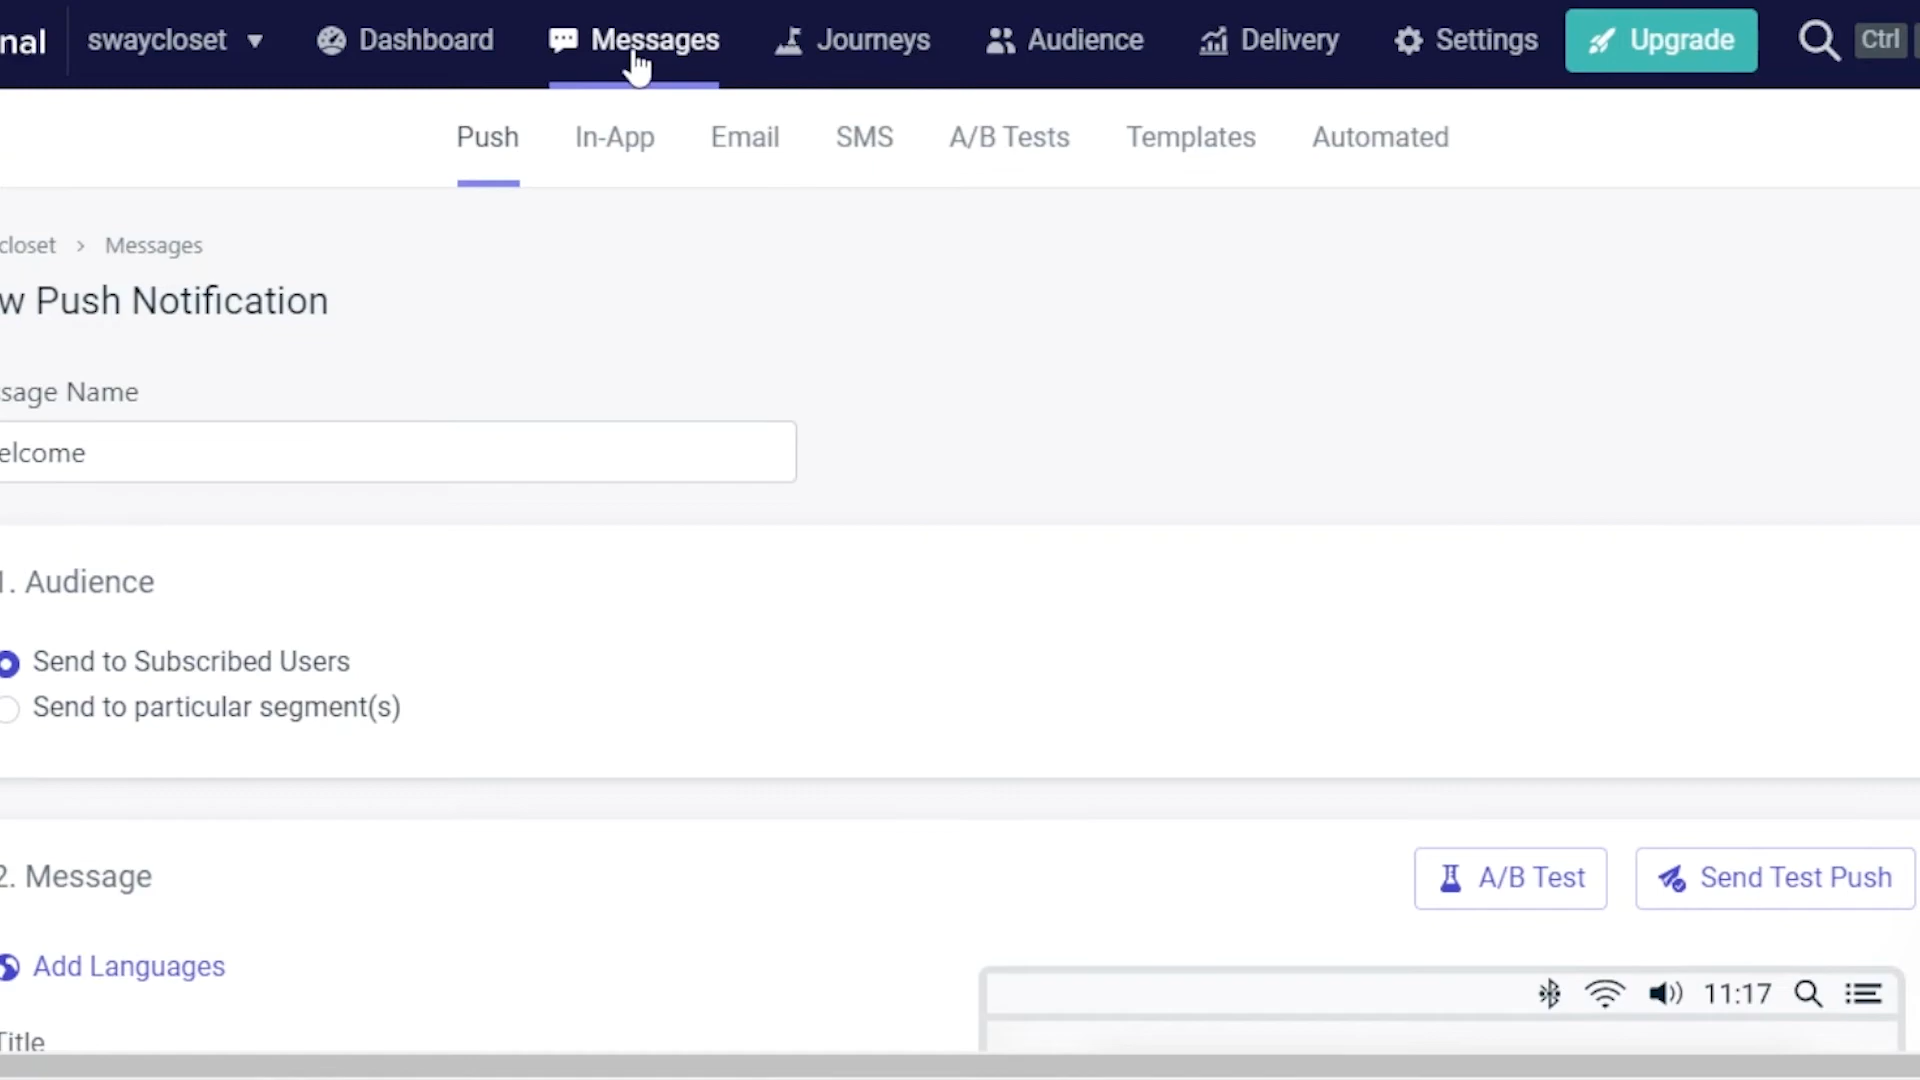 nal swaycloset Dashboard Messages Journeys Audience Delivery Settings Upgrade Ctrl
Push In-App Email SMS A/B Tests Templates Automated
closet > Messages
w Push Notification
sage Name
elcome
1. Audience
Send to Subscribed Users
Send to particular segment(s)
2. Message
A/B Test Send Test Push
Add Languages
11:17
Title